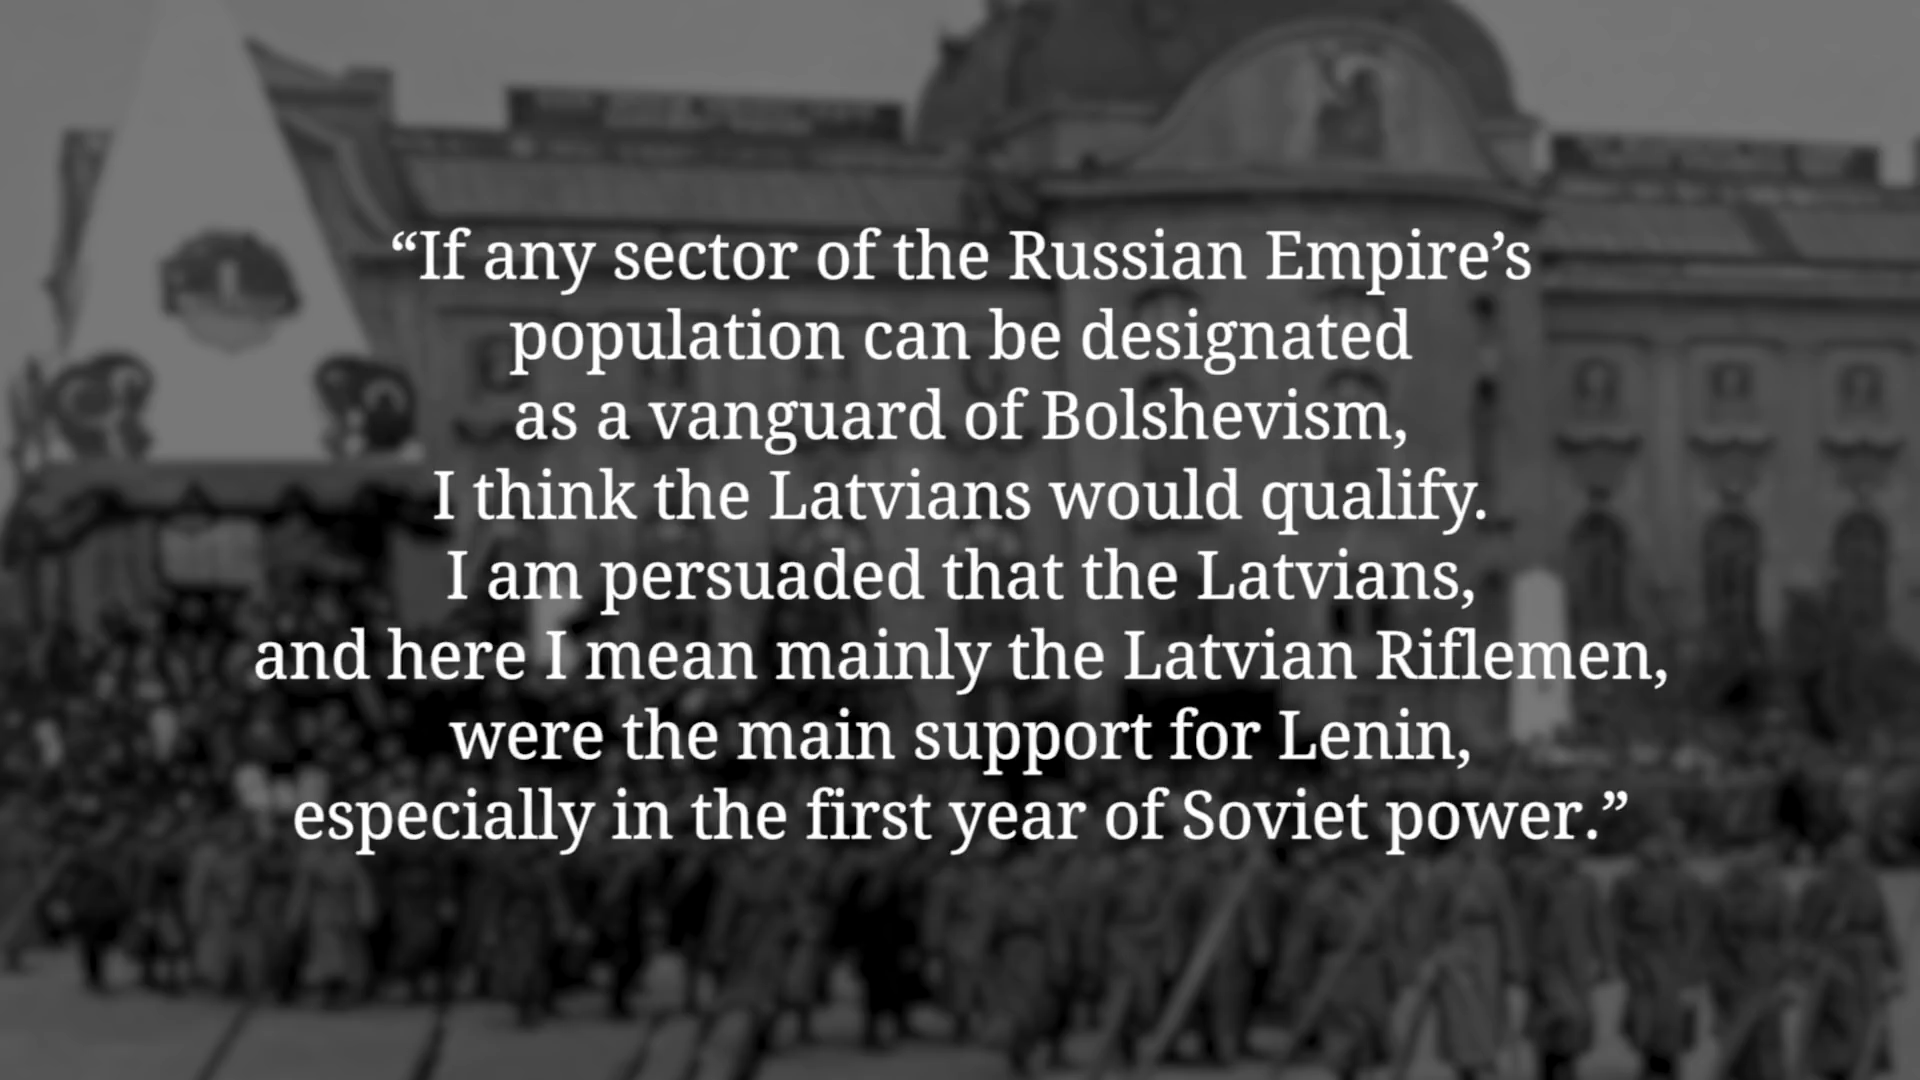 “If any sector of the Russian Empire’s
population can be designated
as a vanguard of Bolshevism,
I think the Latvians would qualify.
I am persuaded that the Latvians,
and here I mean mainly the Latvian Riflemen,
were the main support for Lenin,
especially in the first year of Soviet power.”